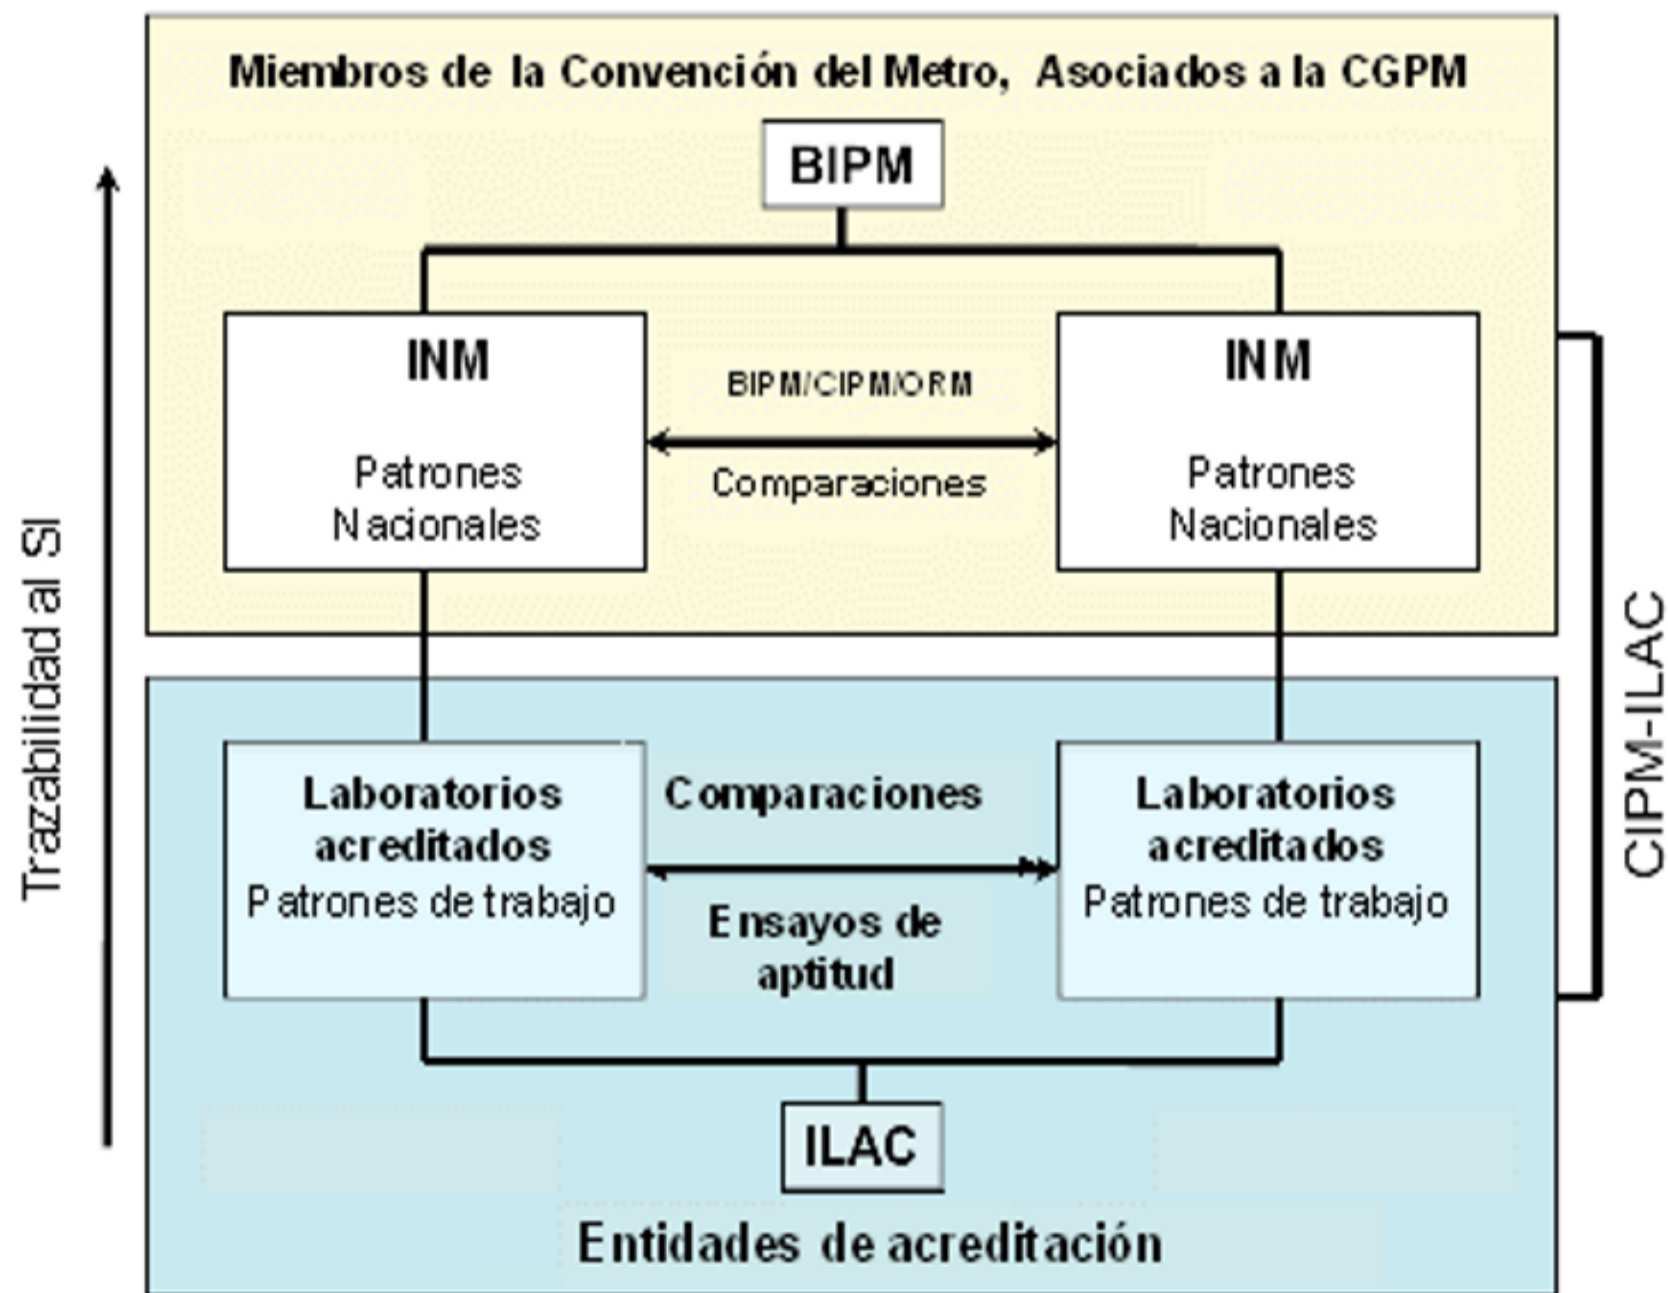 Miembros de la Convención del Metro, Asociados a la CGPM
BIPM
INM
Patrones
Nacionales
BIPM/CIPM/ORM
Comparaciones
INM
Patrones
Nacionales
Trazabilidad al SI
CIPM-ILAC
Laboratorios
acreditados
Patrones de trabajo
Comparaciones
Ensayos de
aptitud
Laboratorios
acreditados
Patrones de trabajo
ILAC
Entidades de acreditación